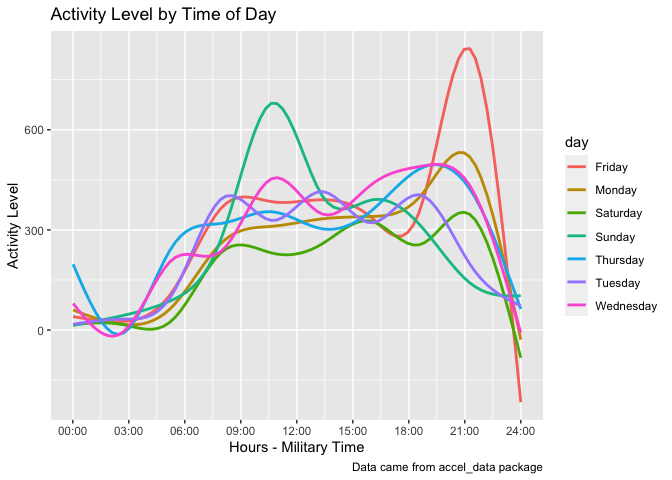 Activity Level by Time of Day
Activity Level
600
300
0
00:00 03:00 06:00 09:00 12:00 15:00 18:00 21:00 24:00
Hours - Military Time
Data came from accel_data package
day
Friday
Monday
Saturday
Sunday
Thursday
Tuesday
Wednesday